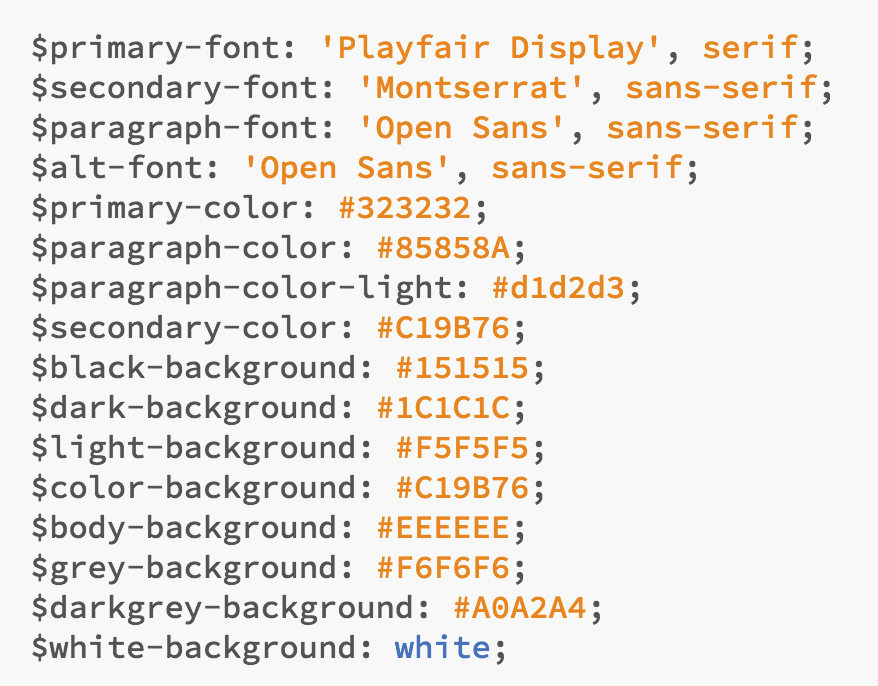 $primary-font: 'Playfair Display', serif;
$secondary-font: 'Montserrat', sans-serif;
$paragraph-font: 'Open Sans', sans-serif;
$alt-font: 'Open Sans', sans-serif;
$primary-color: #323232;
$paragraph-color: #85858A;
$paragraph-color-light: #d1d2d3;
$secondary-color: #C19B76;
$black-background: #151515;
$dark-background: #1C1C1C;
$light-background: #F5F5F5;
$color-background: #C19B76;
$body-background: #EEEEEE;
$grey-background: #F6F6F6;
$darkgrey-background: #A0A2A4;
$white-background: white;